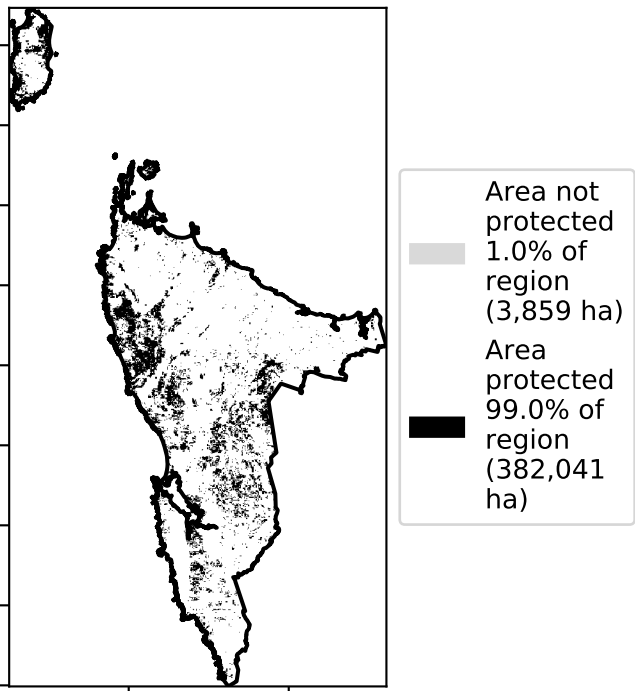 Area not
protected
1.0% of
region
(3,859 ha)
Area
protected
99.0% of
region
(382,041
ha)